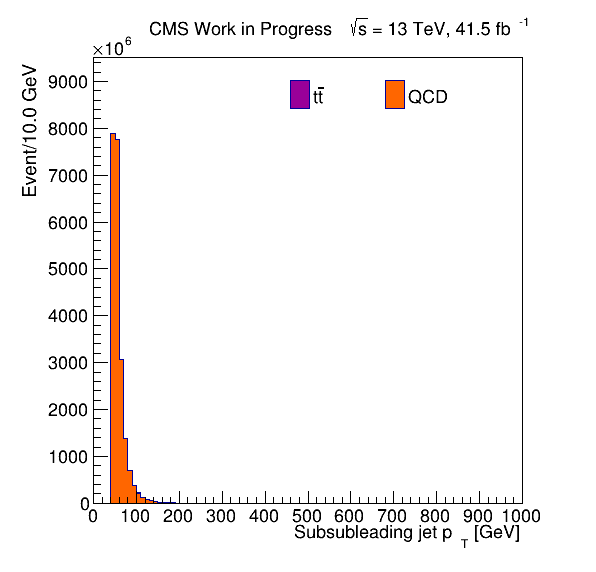 CMS Work in Progress √s = 13 TeV, 41.5 fb⁻¹
×10⁶
Event/10.0 GeV
9000
8000
7000
6000
5000
4000
3000
2000
1000
0
tt̄
QCD
0 100 200 300 400 500 600 700 800 900 1000
Subsubleading jet p_T [GeV]